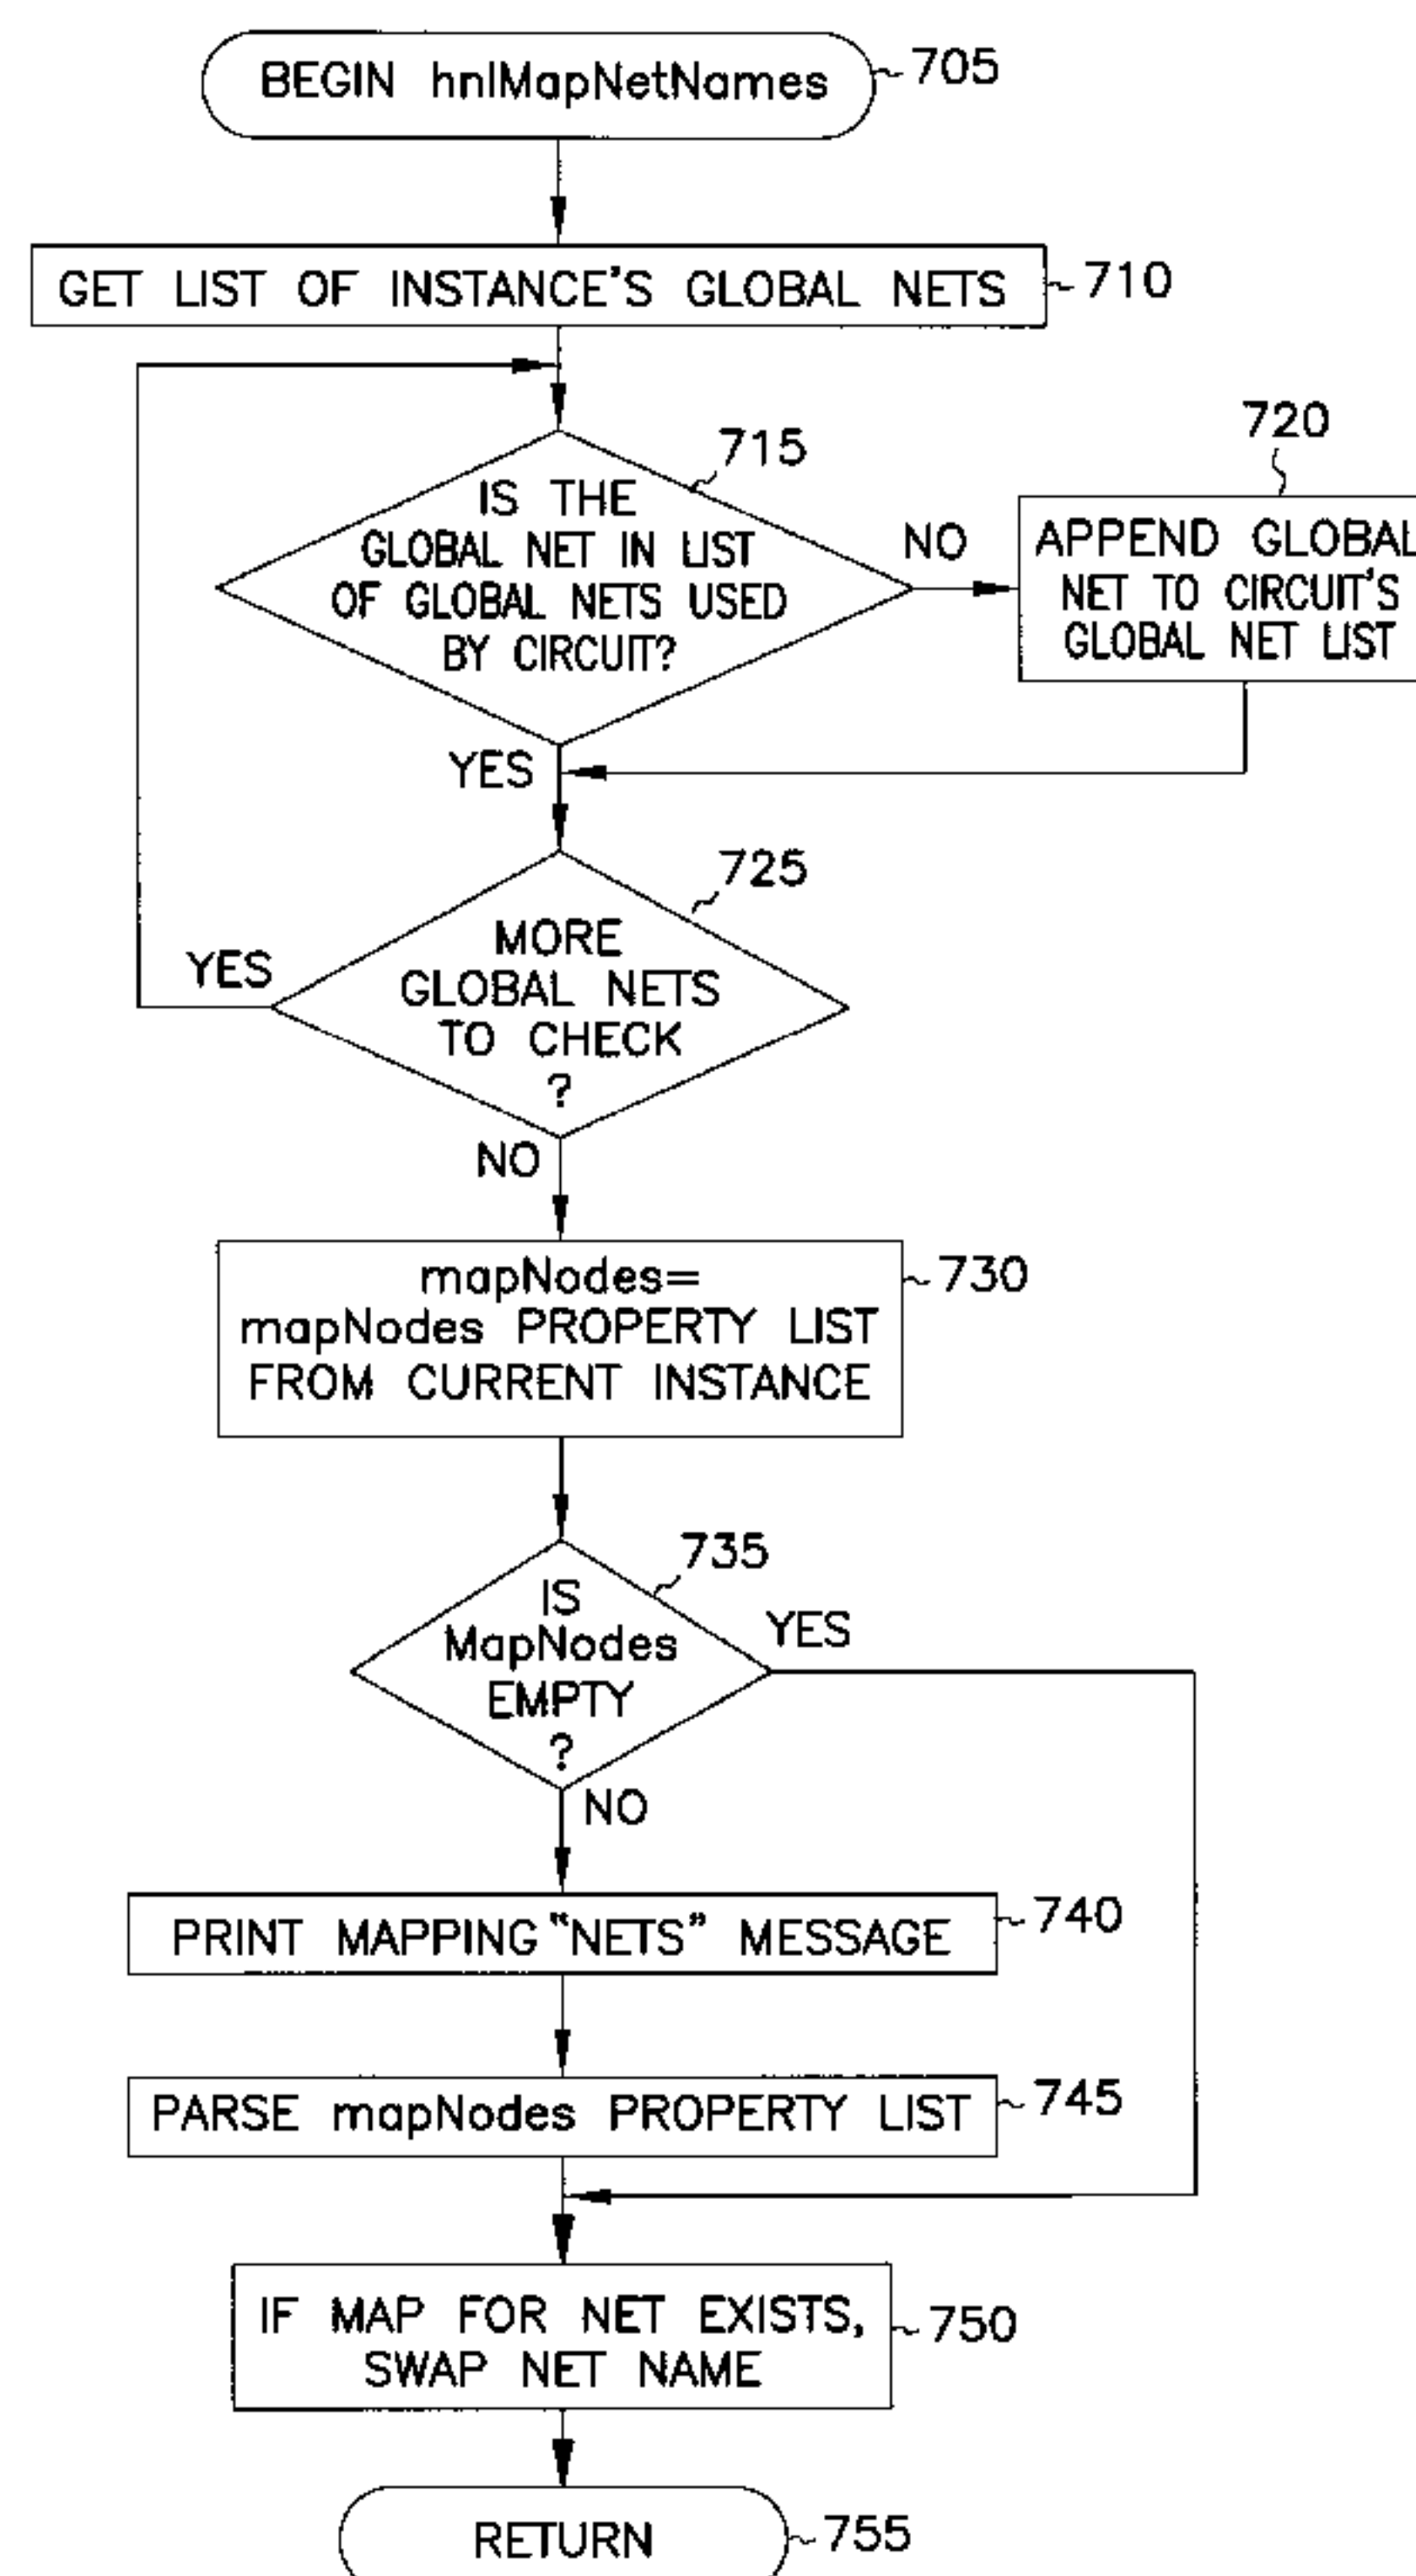 BEGIN hnlMapNetNames
705
GET LIST OF INSTANCE'S GLOBAL NETS
710
715
IS THE
GLOBAL NET IN LIST
OF GLOBAL NETS USED
BY CIRCUIT?
NO
720
APPEND GLOBAL
NET TO CIRCUIT'S
GLOBAL NET LIST
YES
725
MORE
GLOBAL NETS
TO CHECK
?
YES
NO
mapNodes=
mapNodes PROPERTY LIST
FROM CURRENT INSTANCE
730
735
IS
MapNodes
EMPTY
?
YES
NO
PRINT MAPPING "NETS" MESSAGE
740
PARSE mapNodes PROPERTY LIST
745
IF MAP FOR NET EXISTS,
SWAP NET NAME
750
RETURN
755